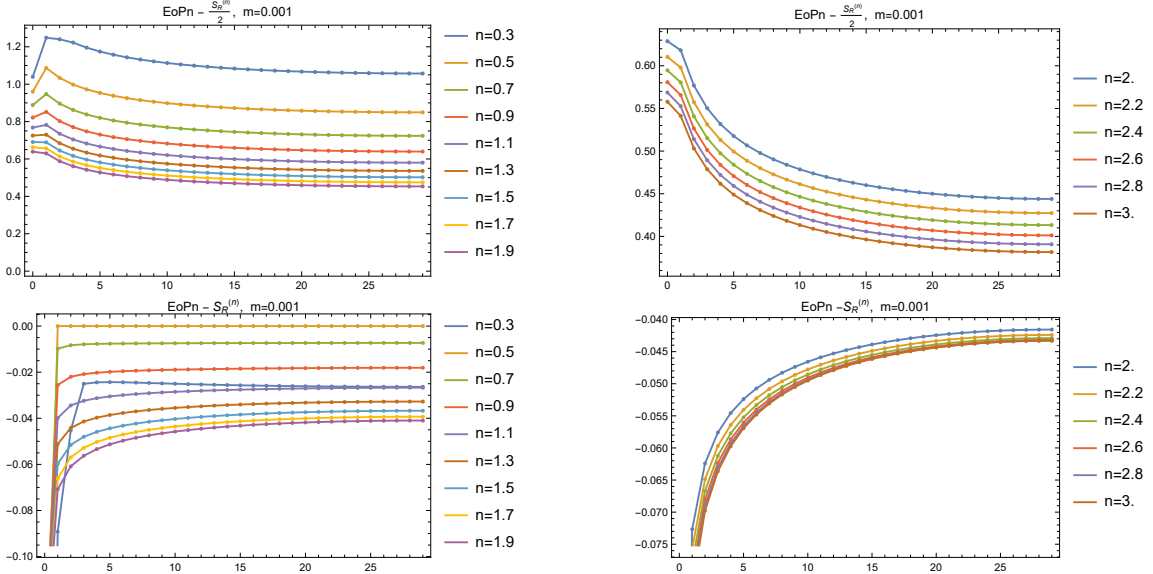 EoPn - S_R^(n)/2, m=0.001
1.2
1.0
0.8
0.6
0.4
0.2
0.0
0 5 10 15 20 25
n=0.3
n=0.5
n=0.7
n=0.9
n=1.1
n=1.3
n=1.5
n=1.7
n=1.9
EoPn - S_R^(n)/2, m=0.001
0.60
0.55
0.50
0.45
0.40
0 5 10 15 20 25
n=2.
n=2.2
n=2.4
n=2.6
n=2.8
n=3.
EoPn - S_R^(n), m=0.001
0.00
-0.02
-0.04
-0.06
-0.08
-0.10
0 5 10 15 20 25
n=0.3
n=0.5
n=0.7
n=0.9
n=1.1
n=1.3
n=1.5
n=1.7
n=1.9
EoPn -S_R^(n), m=0.001
-0.040
-0.045
-0.050
-0.055
-0.060
-0.065
-0.070
-0.075
0 5 10 15 20 25
n=2.
n=2.2
n=2.4
n=2.6
n=2.8
n=3.